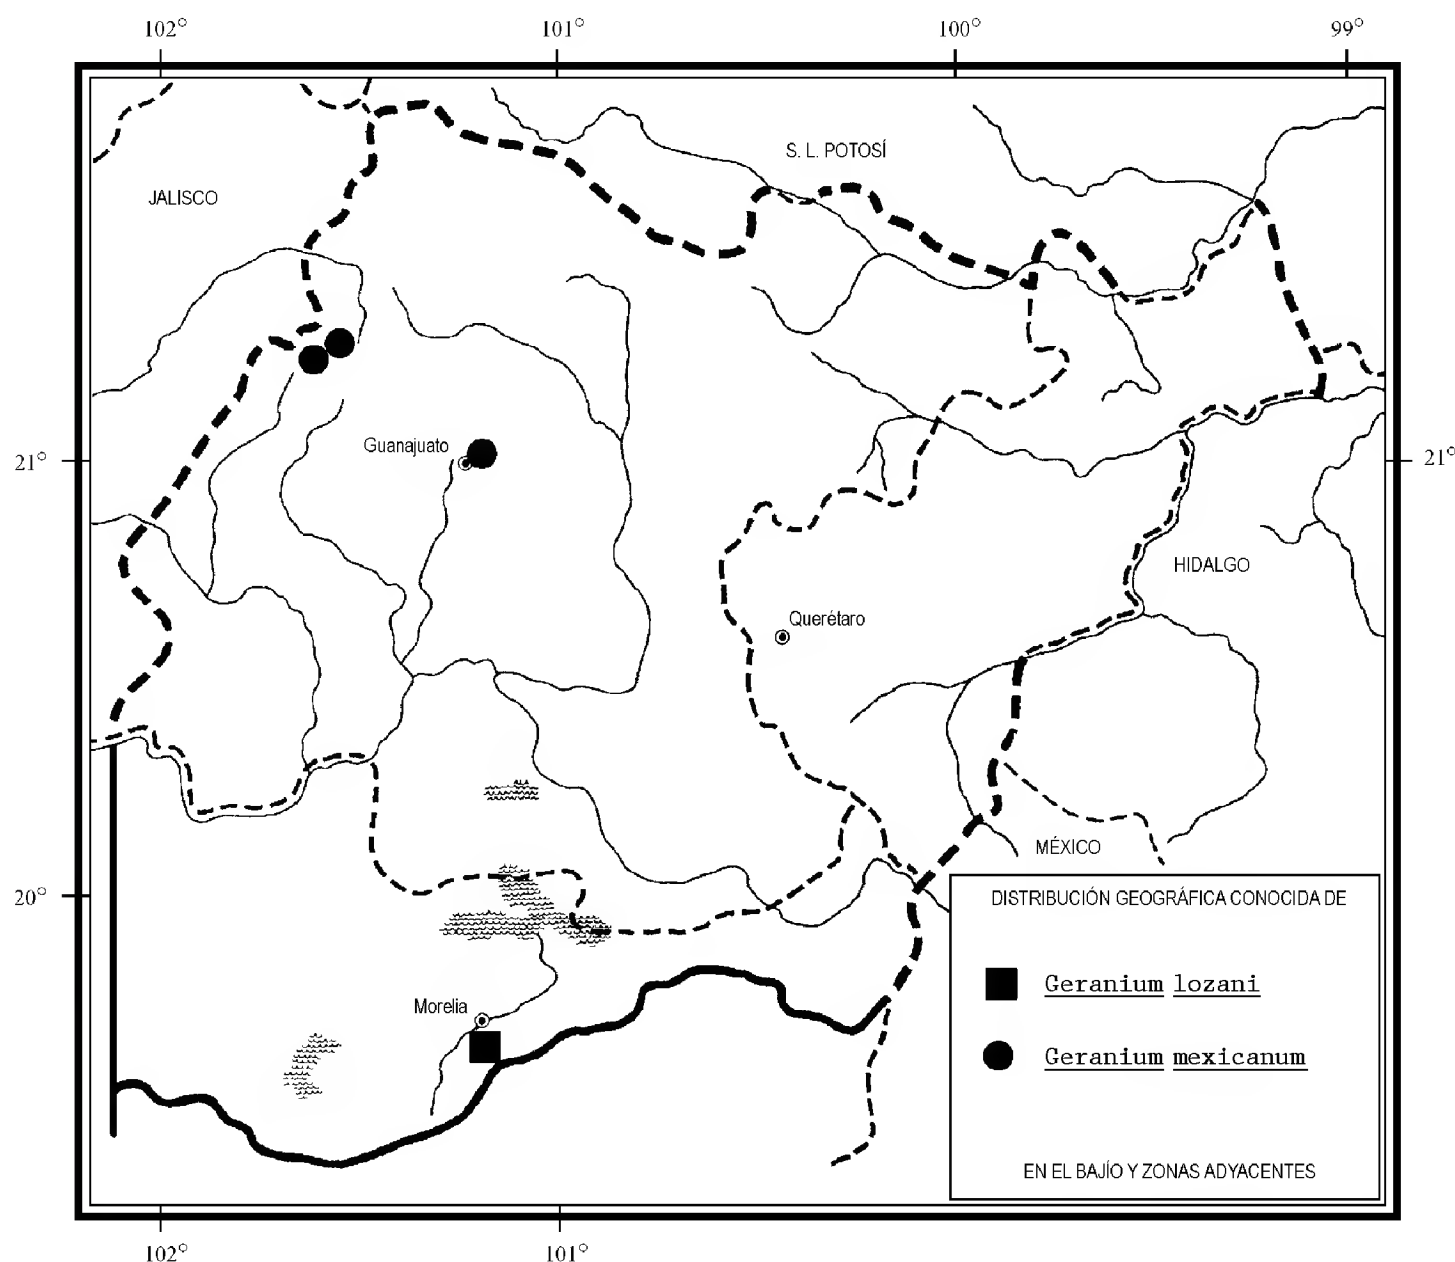 102° 101° 100° 99°
S. L. POTOSÍ
JALISCO
Guanajuato
21° 21°
HIDALGO
Querétaro
MÉXICO
20°
DISTRIBUCIÓN GEOGRÁFICA CONOCIDA DE
Geranium lozani
Morelia
Geranium mexicanum
EN EL BAJÍO Y ZONAS ADYACENTES
102° 101°